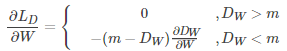 ∂L_D/∂W = { 0 , D_W > m
−(m − D_W) ∂D_W/∂W , D_W < m